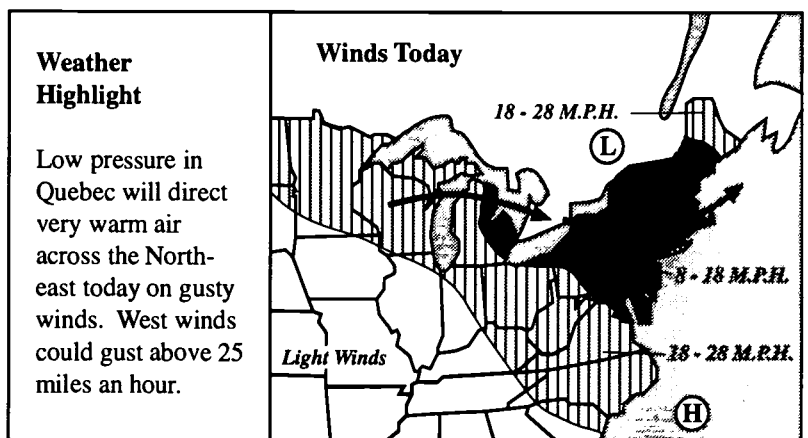 Weather
Highlight
Low pressure in
Quebec will direct
very warm air
across the North-
east today on gusty
winds. West winds
could gust above 25
miles an hour.
Winds Today
18 - 28 M.P.H.
L
8 - 18 M.P.H.
Light Winds
18 - 28 M.P.H.
H